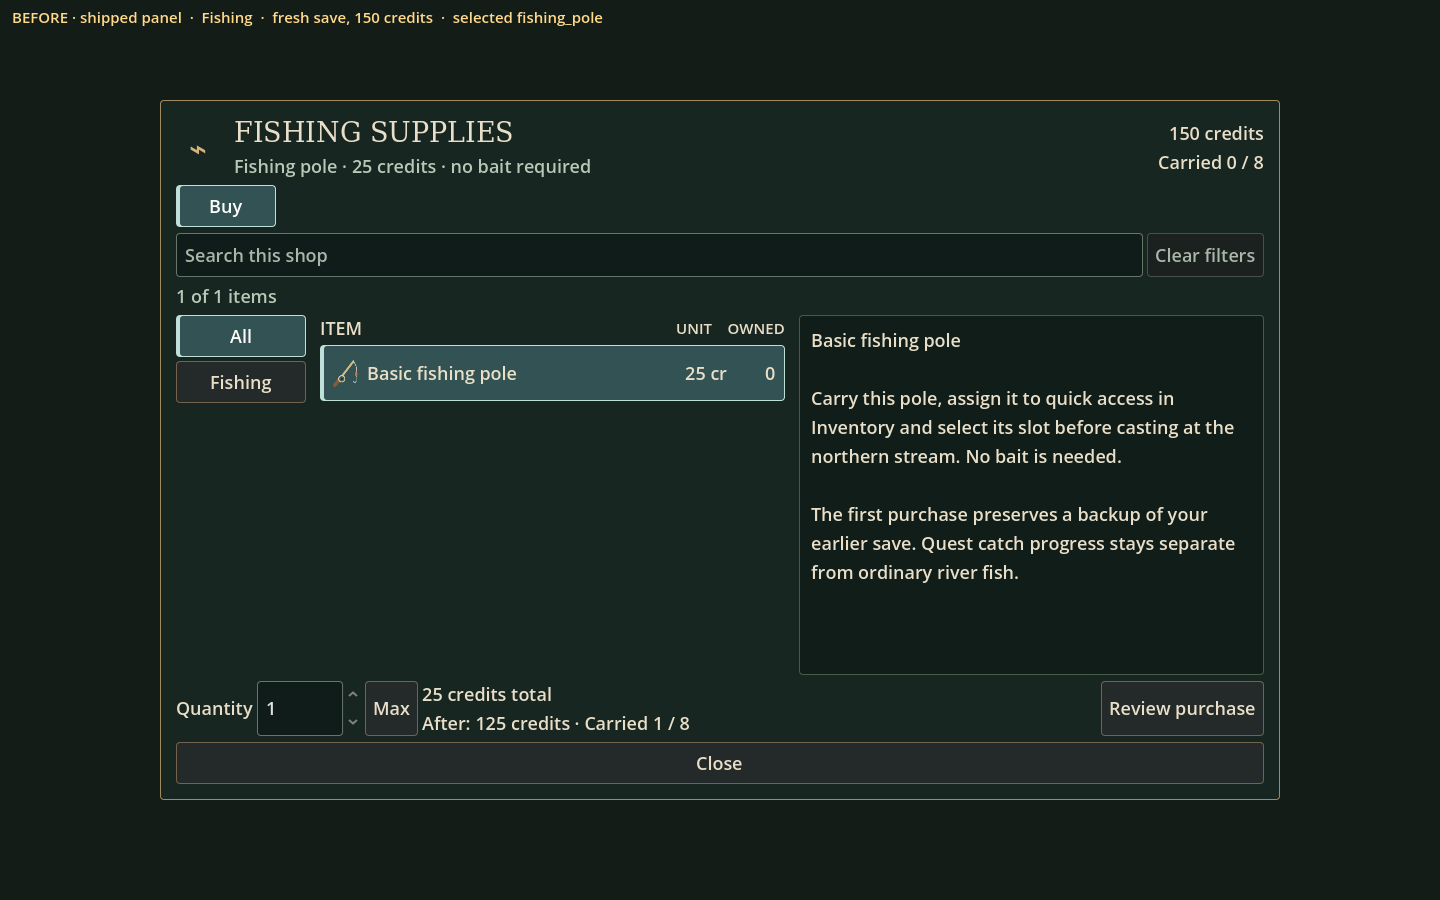 BEFORE · shipped panel · Fishing · fresh save, 150 credits · selected fishing_pole
FISHING SUPPLIES
Fishing pole · 25 credits · no bait required
150 credits
Carried 0 / 8
Buy
Search this shop
Clear filters
1 of 1 items
All
Fishing
ITEM UNIT OWNED
Basic fishing pole 25 cr 0
Basic fishing pole
Carry this pole, assign it to quick access in
Inventory and select its slot before casting at the
northern stream. No bait is needed.
The first purchase preserves a backup of your
earlier save. Quest catch progress stays separate
from ordinary river fish.
Quantity 1 Max
25 credits total
After: 125 credits · Carried 1 / 8
Review purchase
Close